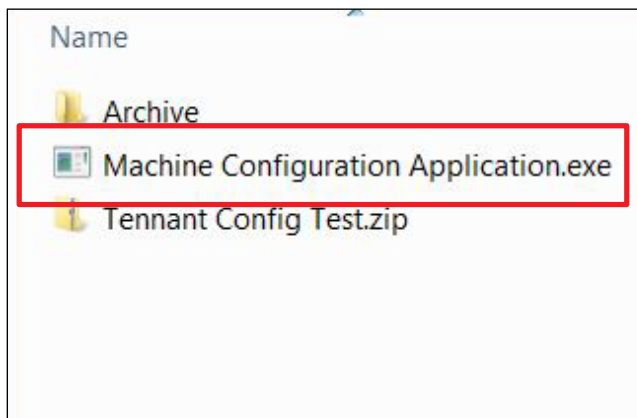 Name
Archive
Machine Configuration Application.exe
Tennant Config Test.zip